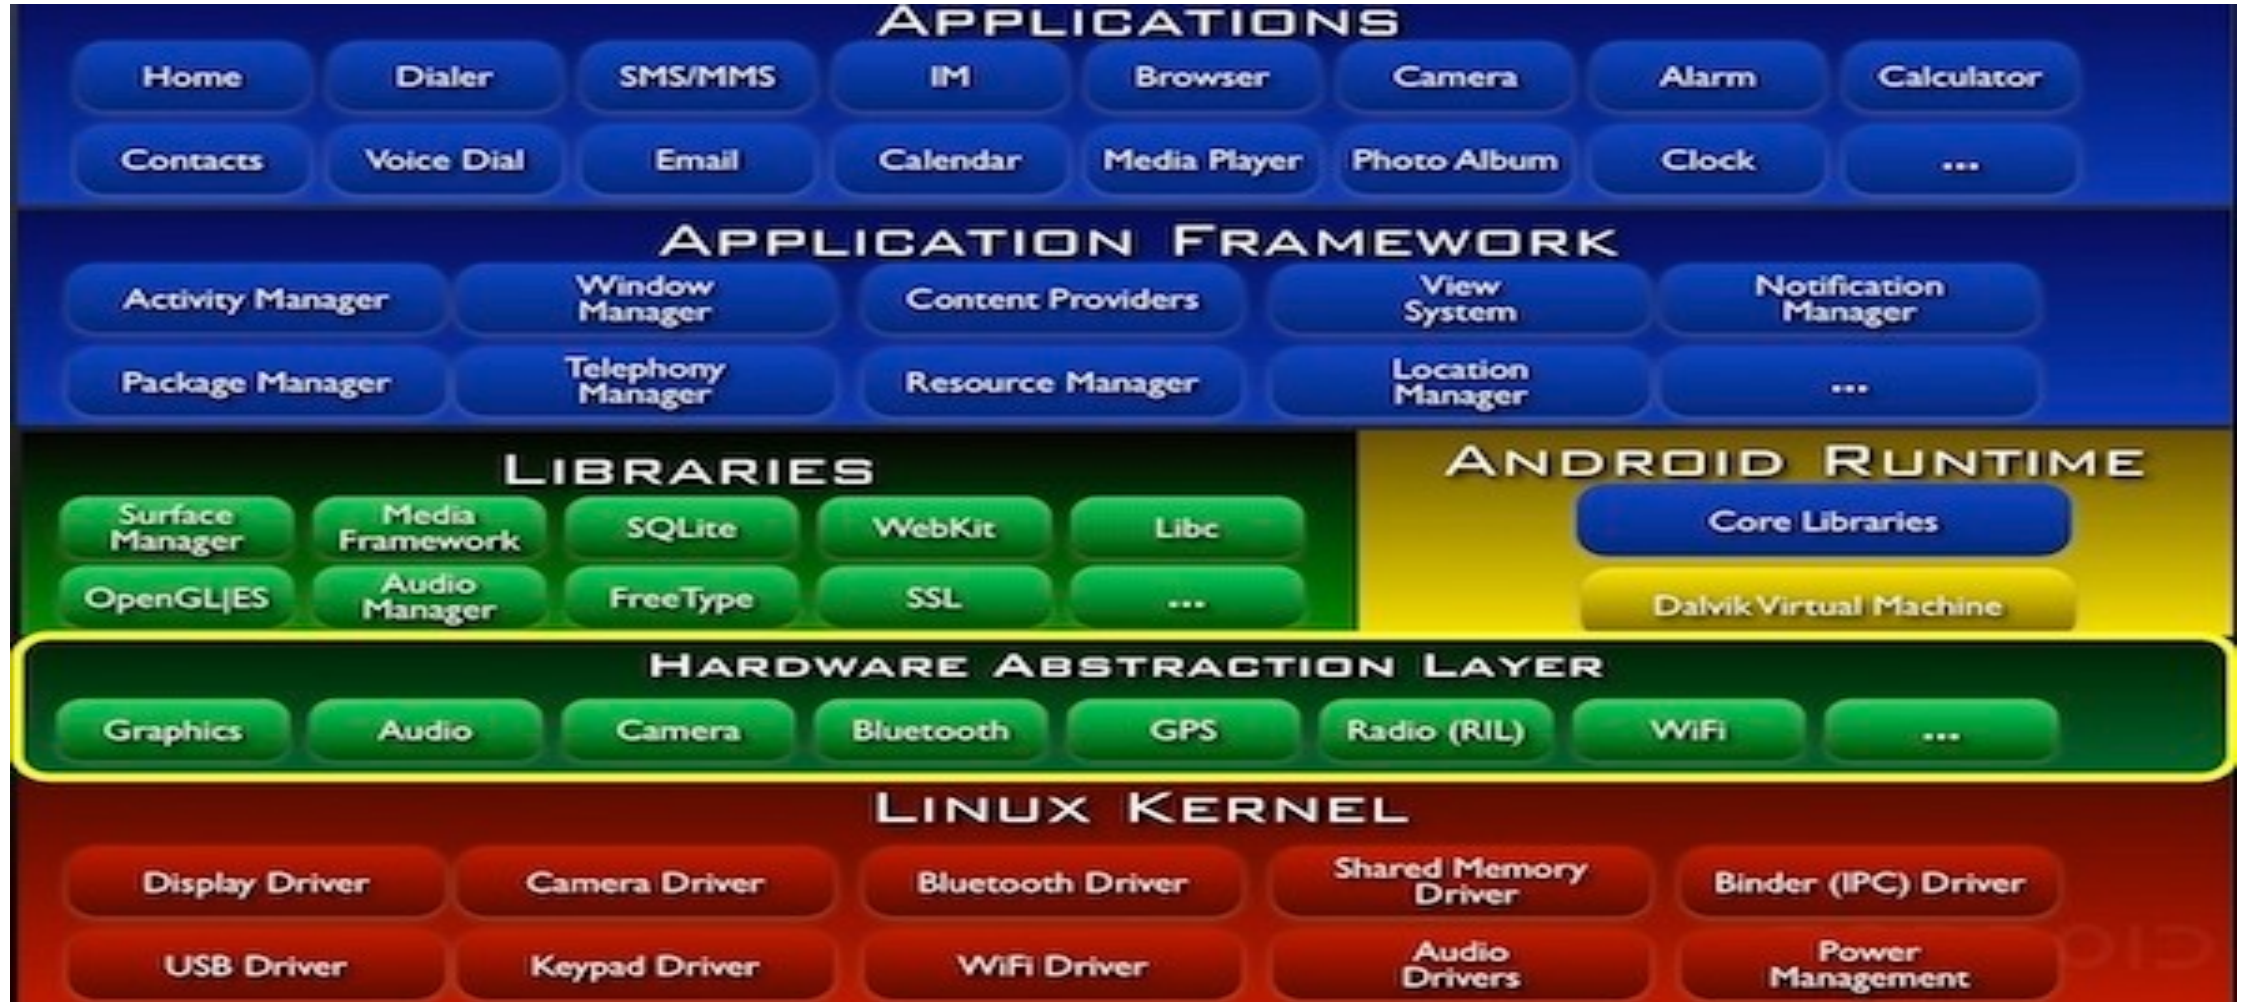 APPLICATIONS
Home Dialer SMS/MMS IM Browser Camera Alarm Calculator
Contacts Voice Dial Email Calendar Media Player Photo Album Clock ...
APPLICATION FRAMEWORK
Activity Manager Window Manager Content Providers View System Notification Manager
Package Manager Telephony Manager Resource Manager Location Manager ...
LIBRARIES
Surface Manager Media Framework SQLite WebKit Libc
OpenGL|ES Audio Manager FreeType SSL ...
ANDROID RUNTIME
Core Libraries
Dalvik Virtual Machine
HARDWARE ABSTRACTION LAYER
Graphics Audio Camera Bluetooth GPS Radio (RIL) WiFi ...
LINUX KERNEL
Display Driver Camera Driver Bluetooth Driver Shared Memory Driver Binder (IPC) Driver
USB Driver Keypad Driver WiFi Driver Audio Drivers Power Management